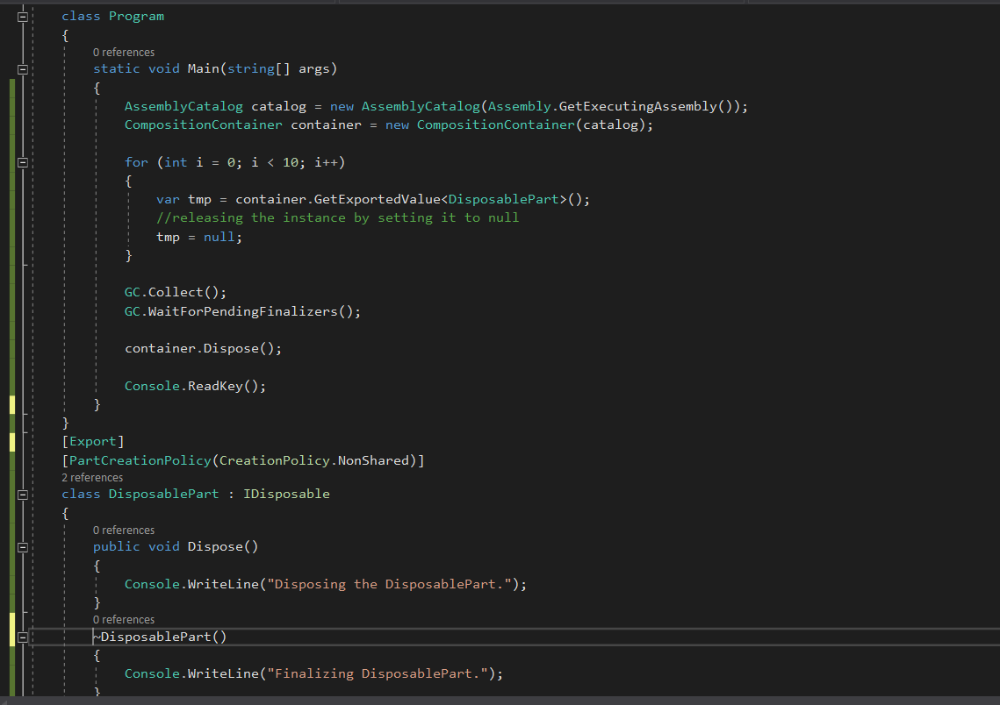 class Program
{
0 references
static void Main(string[] args)
{
AssemblyCatalog catalog = new AssemblyCatalog(Assembly.GetExecutingAssembly());
CompositionContainer container = new CompositionContainer(catalog);
for (int i = 0; i < 10; i++)
{
var tmp = container.GetExportedValue<DisposablePart>();
//releasing the instance by setting it to null
tmp = null;
}
GC.Collect();
GC.WaitForPendingFinalizers();
container.Dispose();
Console.ReadKey();
}
}
[Export]
[PartCreationPolicy(CreationPolicy.NonShared)]
2 references
class DisposablePart : IDisposable
{
0 references
public void Dispose()
{
Console.WriteLine("Disposing the DisposablePart.");
}
0 references
~DisposablePart()
{
Console.WriteLine("Finalizing DisposablePart.");
}